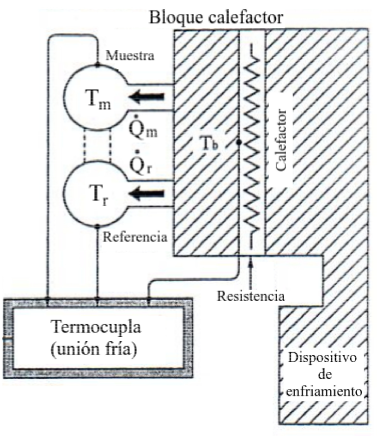 Bloque calefactor
Muestra
Tm
Q̇m
Tb
Calefactor
Q̇r
Tr
Referencia
Resistencia
Termocupla
(unión fría)
Dispositivo
de
enfriamiento